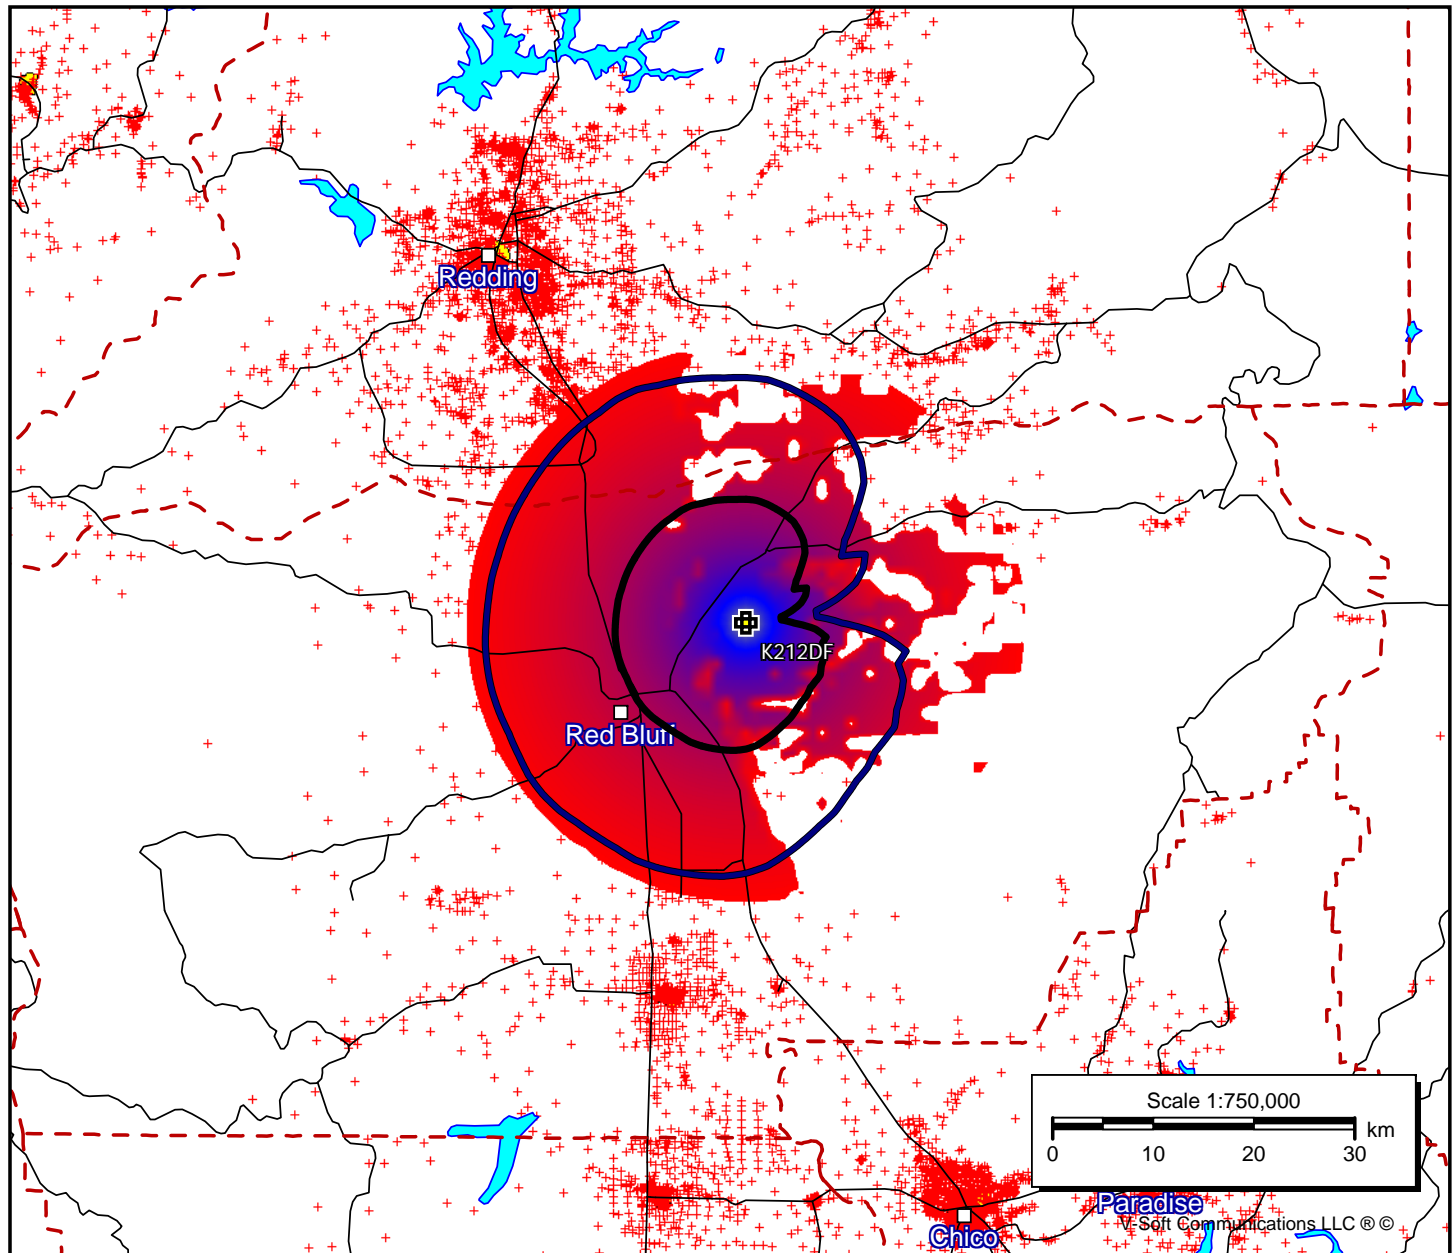 Redding
K212DF
Red Bluff
Scale 1:750,000
km
0 10 20 30
Paradise
V-Soft Communications LLC ® ©
Chico